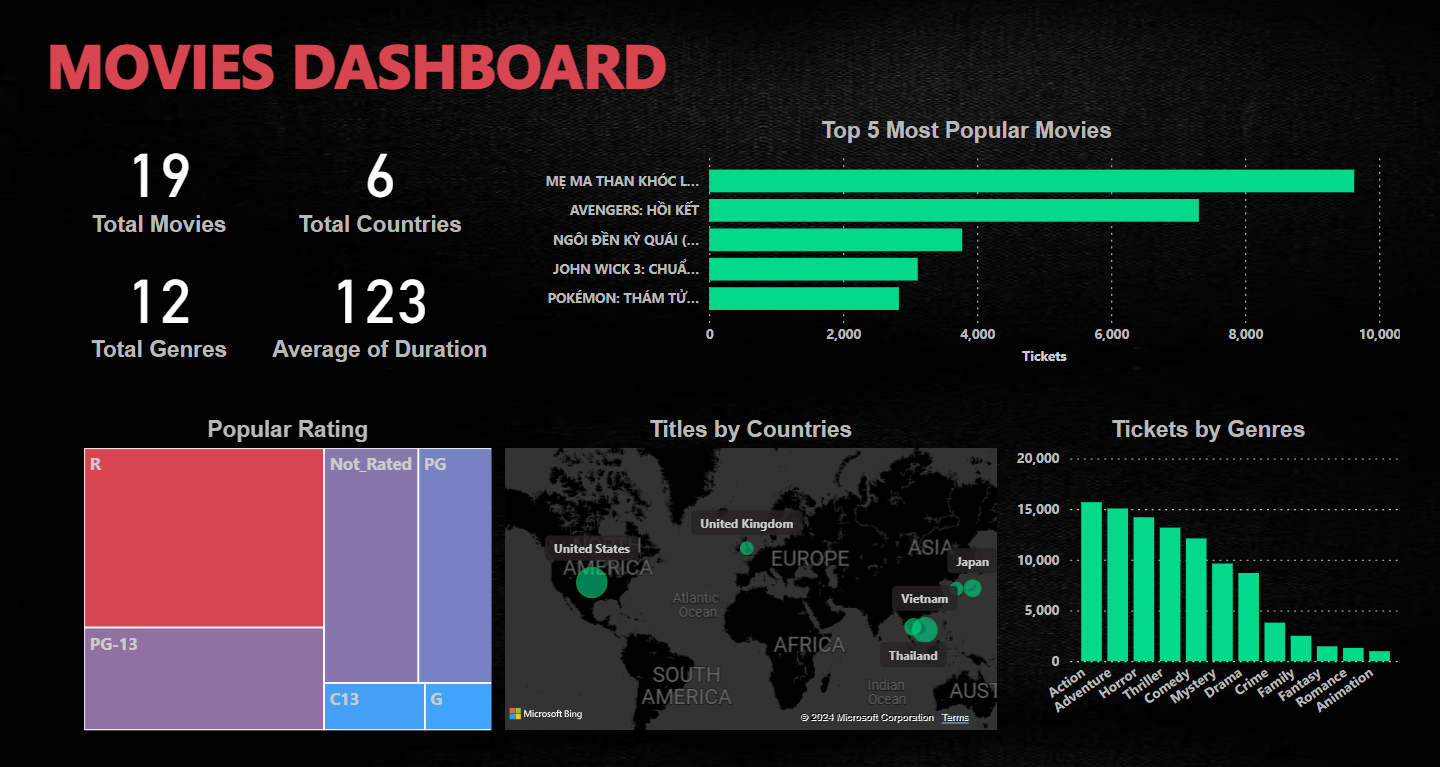 MOVIES DASHBOARD
19
Total Movies
6
Total Countries
12
Total Genres
123
Average of Duration
Top 5 Most Popular Movies
MẸ MA THAN KHÓC L...
AVENGERS: HỒI KẾT
NGÔI ĐỀN KỲ QUÁI (...
JOHN WICK 3: CHUẨ...
POKÉMON: THÁM TỬ...
0 2,000 4,000 6,000 8,000 10,000
Tickets
Popular Rating
R
Not_Rated
PG
PG-13
C13
G
Titles by Countries
United Kingdom
United States
NORTH
AMERICA
EUROPE
ASIA
Japan
Atlantic
Ocean
Vietnam
AFRICA
Thailand
SOUTH
AMERICA
Indian
Ocean
AUST
Microsoft Bing
© 2024 Microsoft Corporation Terms
Tickets by Genres
20,000
15,000
10,000
5,000
0
Action
Adventure
Horror
Thriller
Comedy
Mystery
Drama
Crime
Family
Fantasy
Romance
Animation